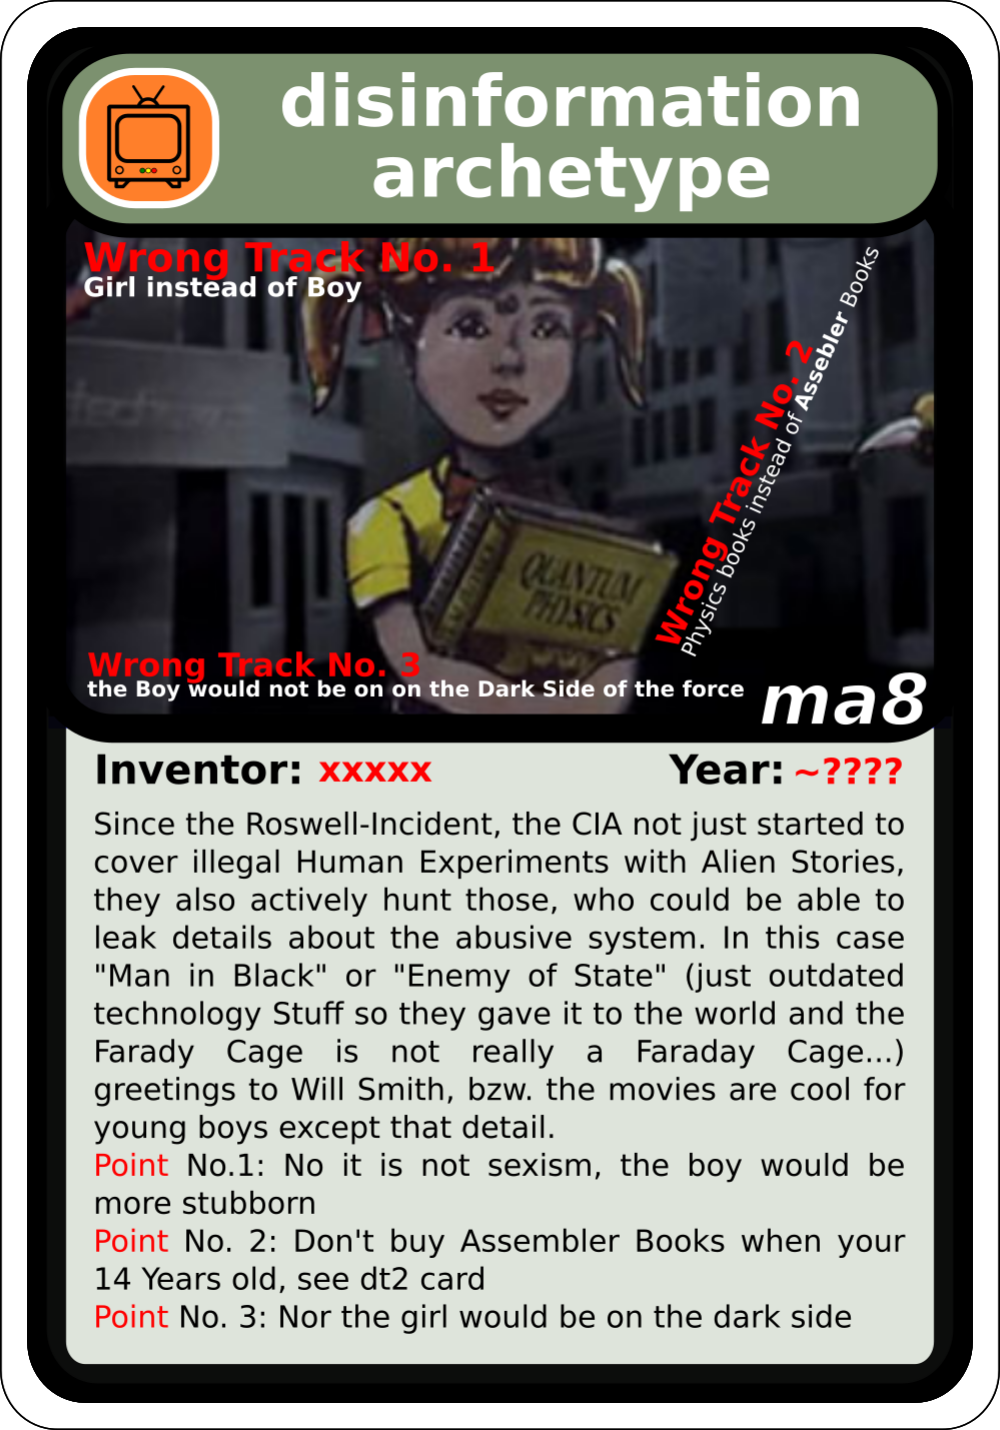 disinformation
archetype
Wrong Track No. 1
Girl instead of Boy
Wrong Track No. 2
Physics books instead of Assebler Books
QUANTUM
PHYSICS
Wrong Track No. 3
the Boy would not be on on the Dark Side of the force
ma8
Inventor: xxxxx Year: ~????
Since the Roswell-Incident, the CIA not just started to
cover illegal Human Experiments with Alien Stories,
they also actively hunt those, who could be able to
leak details about the abusive system. In this case
"Man in Black" or "Enemy of State" (just outdated
technology Stuff so they gave it to the world and the
Farady Cage is not really a Faraday Cage...)
greetings to Will Smith, bzw. the movies are cool for
young boys except that detail.
Point No.1: No it is not sexism, the boy would be
more stubborn
Point No. 2: Don't buy Assembler Books when your
14 Years old, see dt2 card
Point No. 3: Nor the girl would be on the dark side